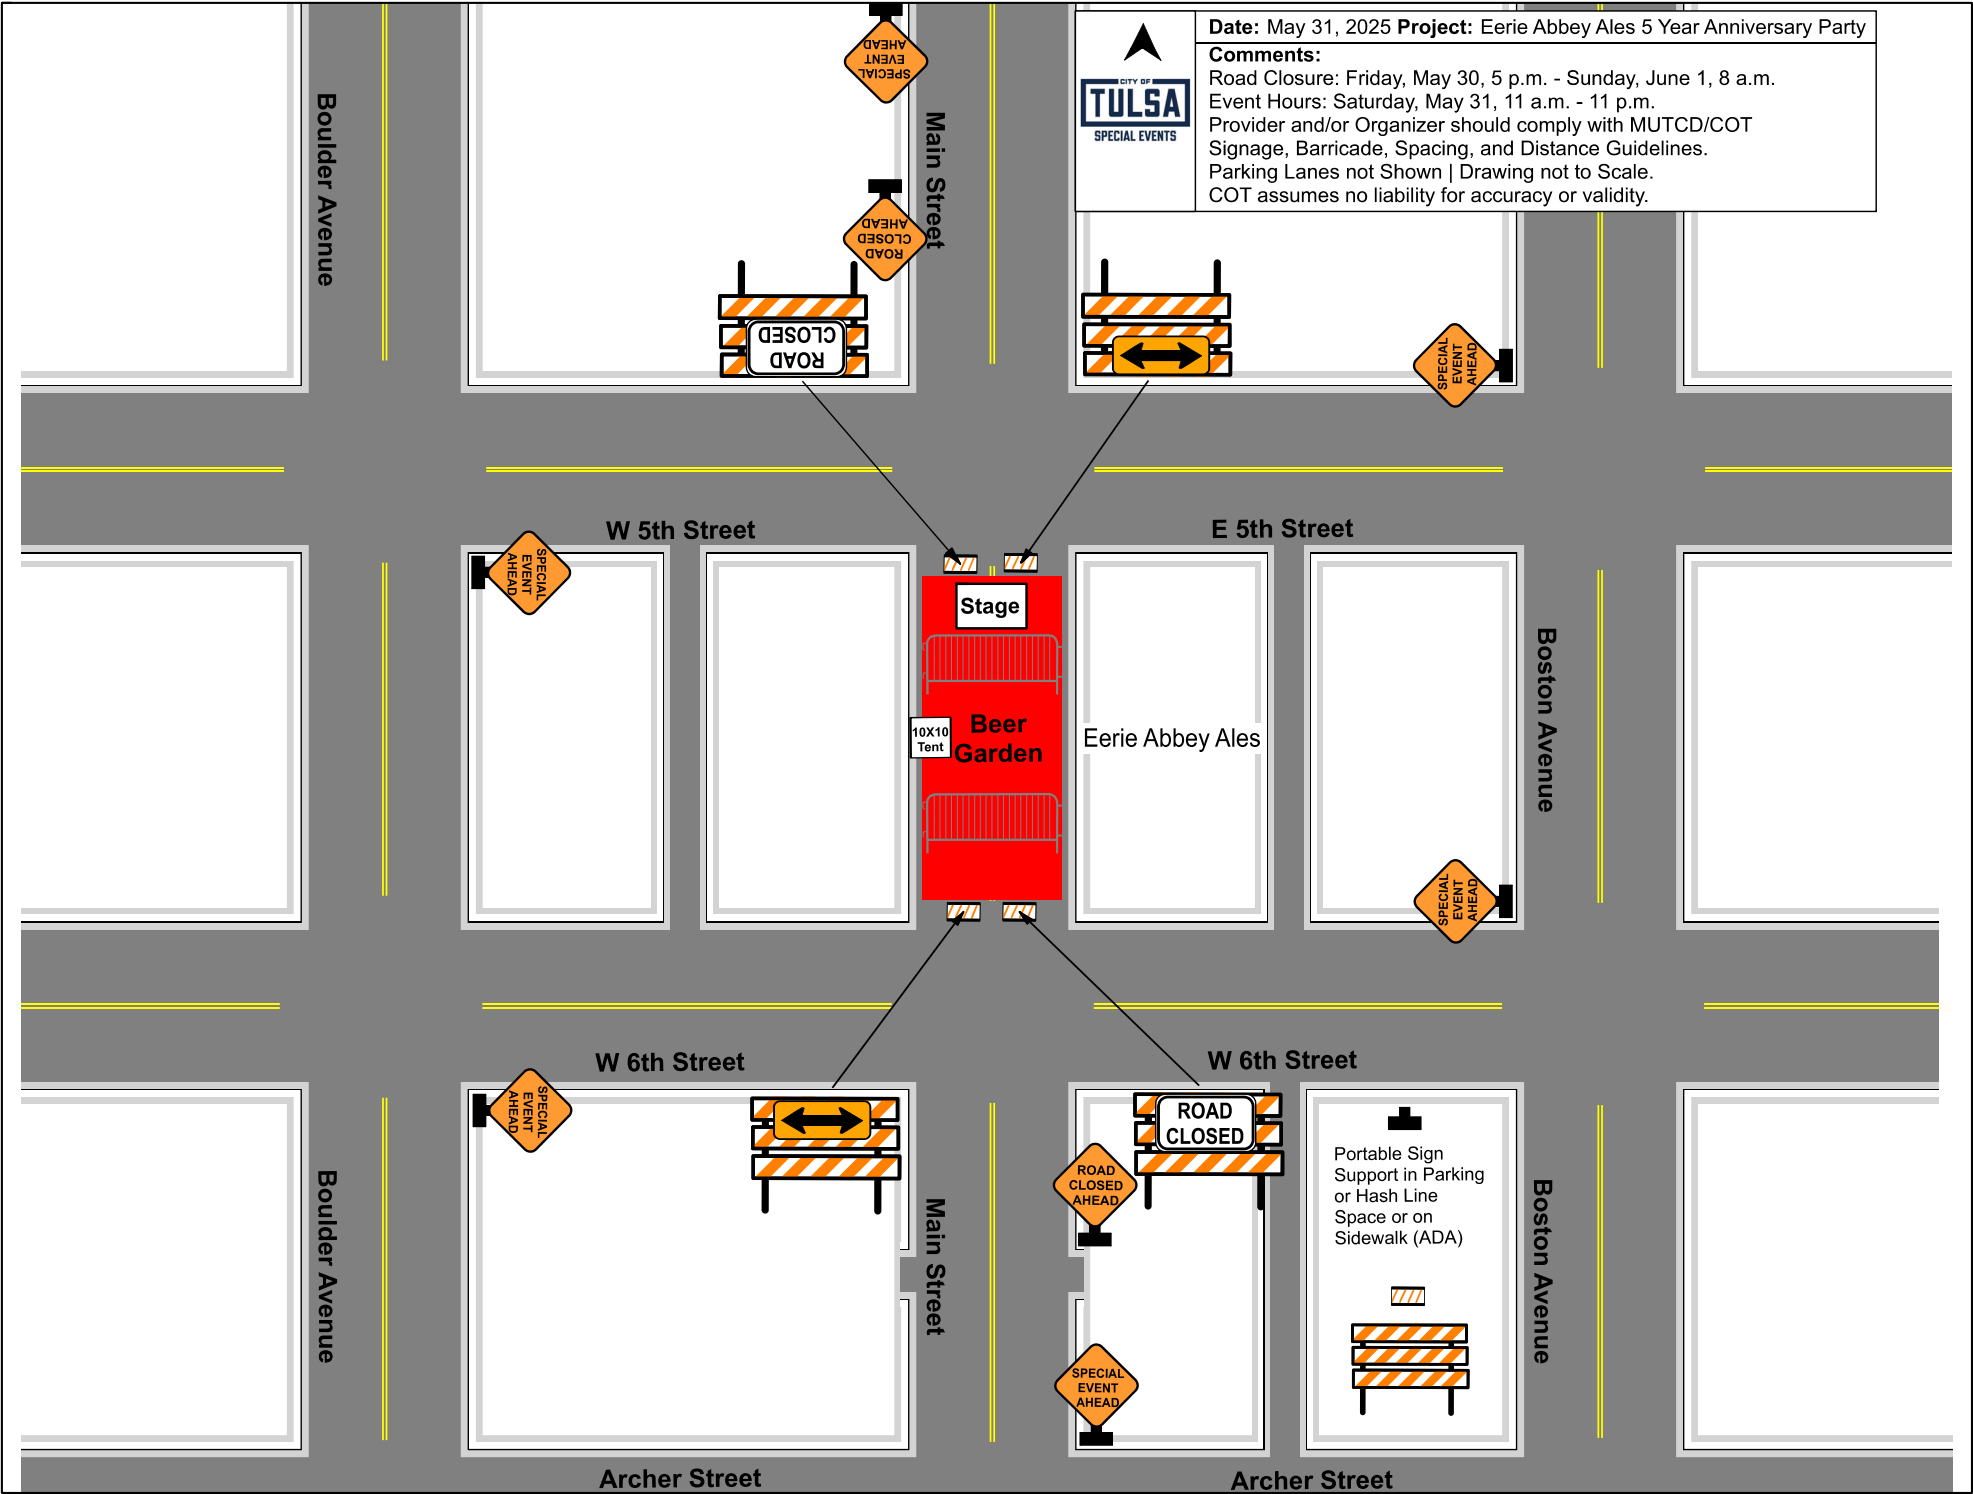 Date: May 31, 2025 Project: Eerie Abbey Ales 5 Year Anniversary Party
CITY OF
TULSA
SPECIAL EVENTS
Comments:
Road Closure: Friday, May 30, 5 p.m. - Sunday, June 1, 8 a.m.
Event Hours: Saturday, May 31, 11 a.m. - 11 p.m.
Provider and/or Organizer should comply with MUTCD/COT
Signage, Barricade, Spacing, and Distance Guidelines.
Parking Lanes not Shown | Drawing not to Scale.
COT assumes no liability for accuracy or validity.
SPECIAL
EVENT
AHEAD
Boulder Avenue
Main Street
ROAD
CLOSED
AHEAD
ROAD
CLOSED
SPECIAL
EVENT
AHEAD
W 5th Street
E 5th Street
SPECIAL
EVENT
AHEAD
Stage
Beer
Garden
10X10
Tent
Eerie Abbey Ales
Boston Avenue
SPECIAL
EVENT
AHEAD
W 6th Street
W 6th Street
SPECIAL
EVENT
AHEAD
ROAD
CLOSED
ROAD
CLOSED
AHEAD
Portable Sign
Support in Parking
or Hash Line
Space or on
Sidewalk (ADA)
Boulder Avenue
Main Street
Boston Avenue
SPECIAL
EVENT
AHEAD
Archer Street
Archer Street